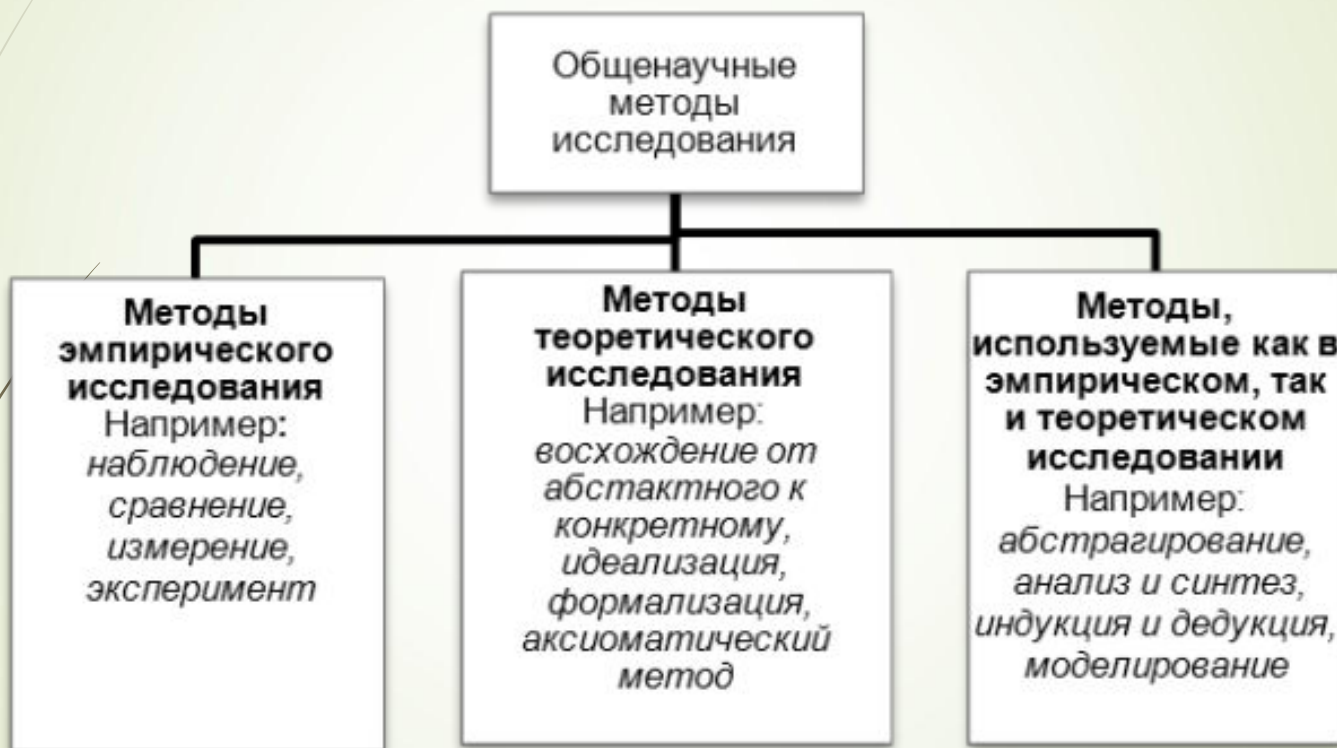 Общенаучные
методы
исследования
Методы
эмпирического
исследования
Например:
наблюдение,
сравнение,
измерение,
эксперимент
Методы
теоретического
исследования
Например:
восхождение от
абстактного к
конкретному,
идеализация,
формализация,
аксиоматический
метод
Методы,
используемые как в
эмпирическом, так
и теоретическом
исследовании
Например:
абстрагирование,
анализ и синтез,
индукция и дедукция,
моделирование